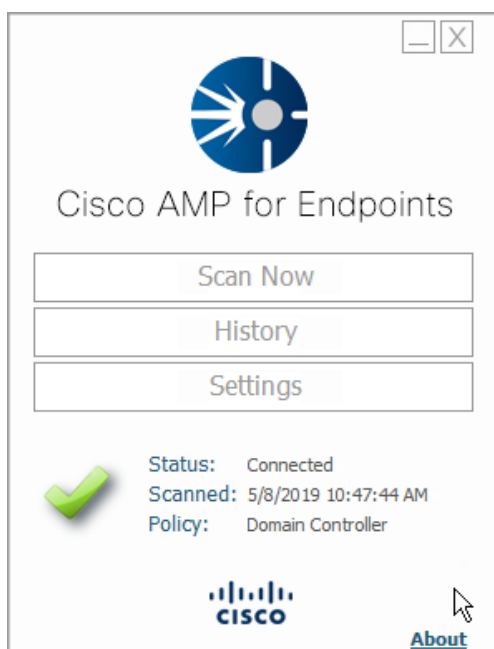 Cisco AMP for Endpoints
Scan Now
History
Settings
Status: Connected
Scanned: 5/8/2019 10:47:44 AM
Policy: Domain Controller
CISCO
About